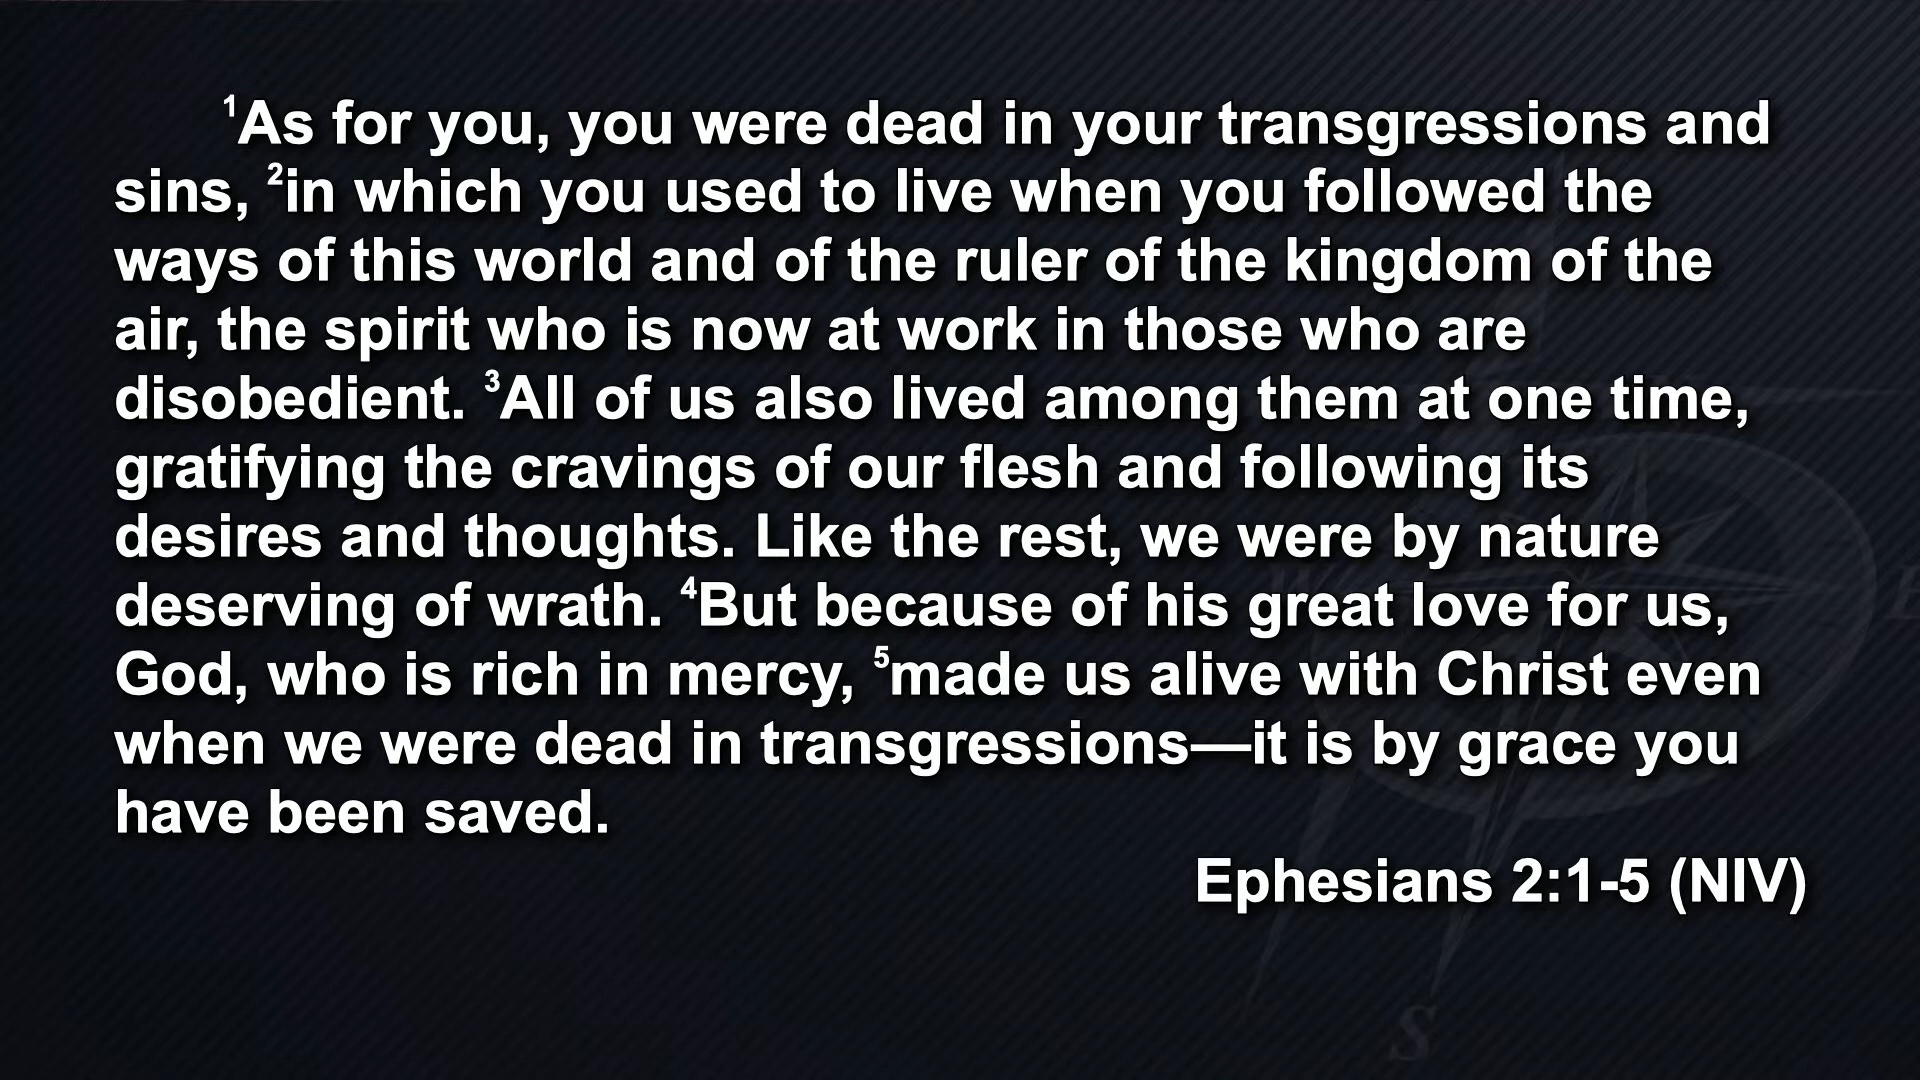 ¹As for you, you were dead in your transgressions and
sins, ²in which you used to live when you followed the
ways of this world and of the ruler of the kingdom of the
air, the spirit who is now at work in those who are
disobedient. ³All of us also lived among them at one time,
gratifying the cravings of our flesh and following its
desires and thoughts. Like the rest, we were by nature
deserving of wrath. ⁴But because of his great love for us,
God, who is rich in mercy, ⁵made us alive with Christ even
when we were dead in transgressions—it is by grace you
have been saved.
Ephesians 2:1-5 (NIV)
W
E
S